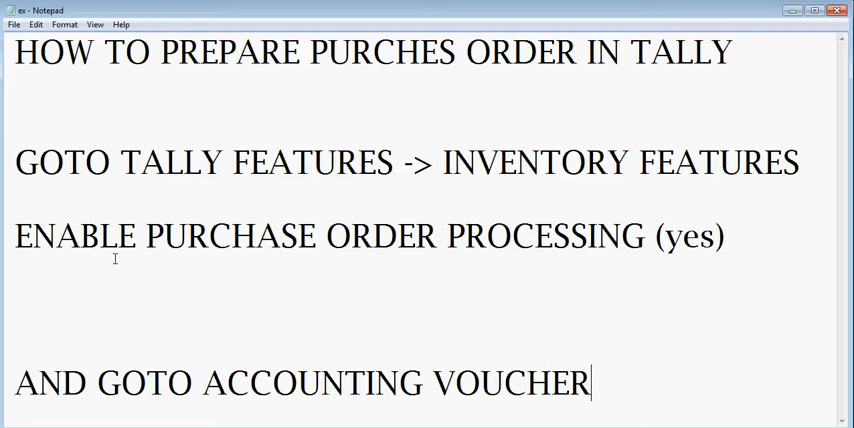 ex - Notepad
File Edit Format View Help
HOW TO PREPARE PURCHES ORDER IN TALLY
GOTO TALLY FEATURES -> INVENTORY FEATURES
ENABLE PURCHASE ORDER PROCESSING (yes)
AND GOTO ACCOUNTING VOUCHER